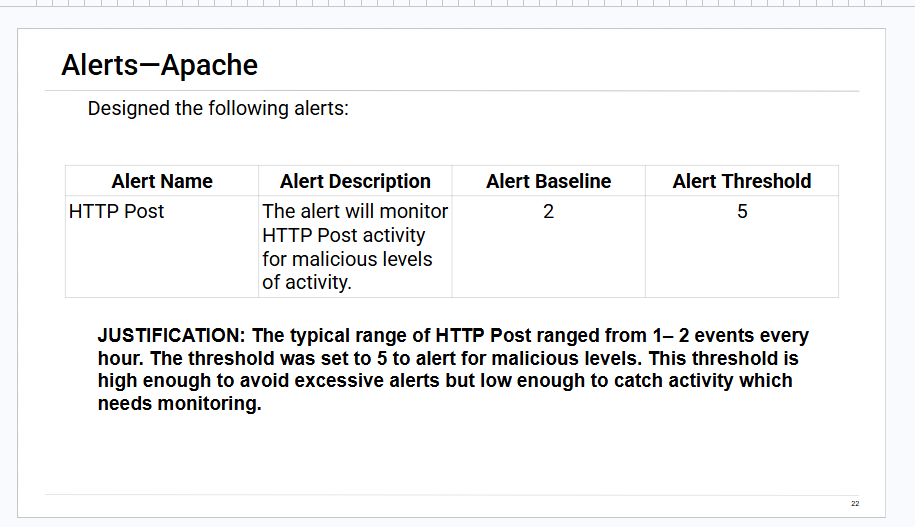 Alerts—Apache
Designed the following alerts:
Alert Name Alert Description Alert Baseline Alert Threshold
HTTP Post The alert will monitor 2 5
HTTP Post activity
for malicious levels
of activity.
JUSTIFICATION: The typical range of HTTP Post ranged from 1– 2 events every
hour. The threshold was set to 5 to alert for malicious levels. This threshold is
high enough to avoid excessive alerts but low enough to catch activity which
needs monitoring.
22